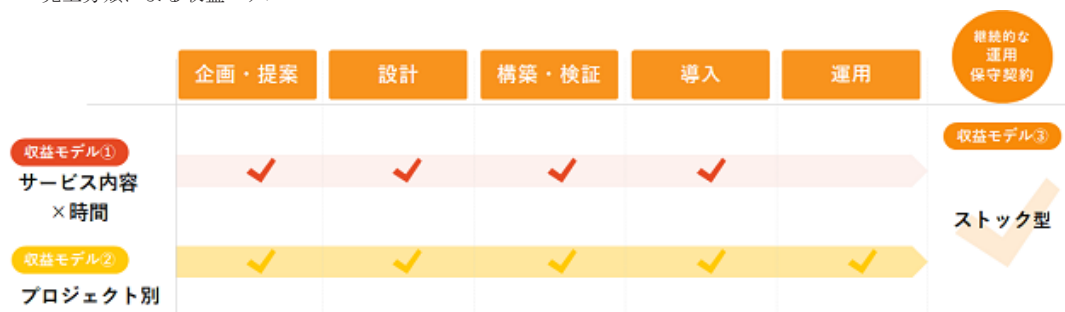 継続的な
運用
保守契約
企画・提案
設計
構築・検証
導入
運用
収益モデル①
サービス内容
×時間
収益モデル②
プロジェクト別
収益モデル③
ストック型